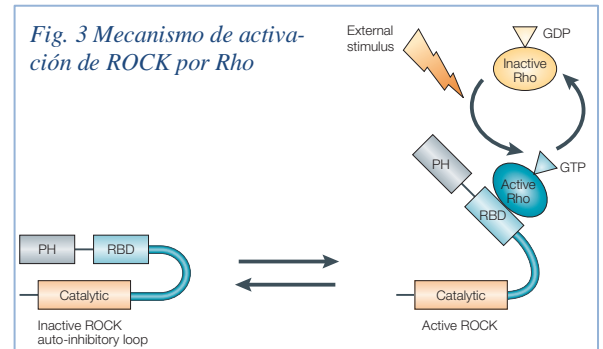 Fig. 3 Mecanismo de activa-
ción de ROCK por Rho
External
stimulus
GDP
Inactive
Rho
GTP
Active
Rho
PH
RBD
PH
RBD
Catalytic
Catalytic
Inactive ROCK
auto-inhibitory loop
Active ROCK